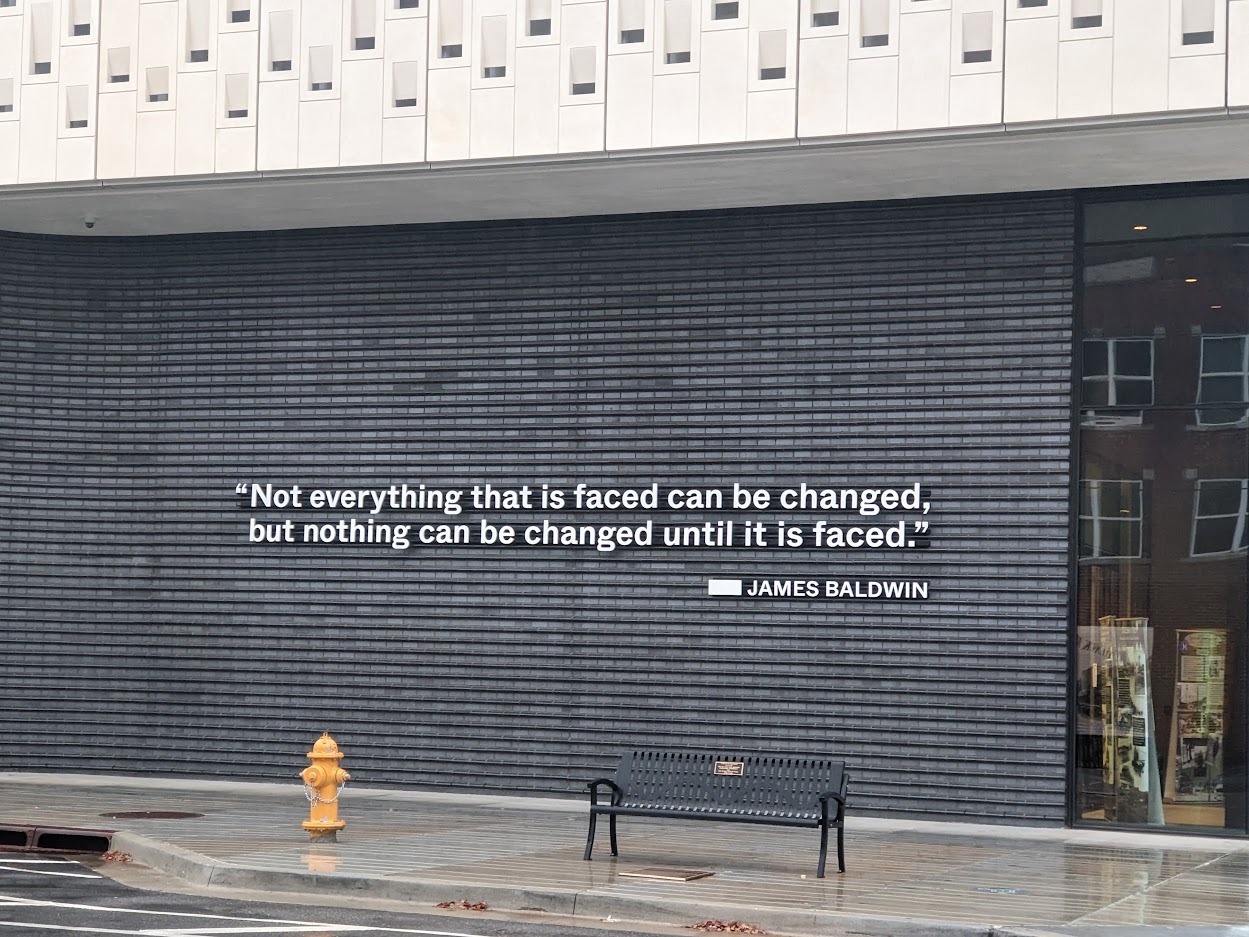 “Not everything that is faced can be changed,
but nothing can be changed until it is faced.”
JAMES BALDWIN